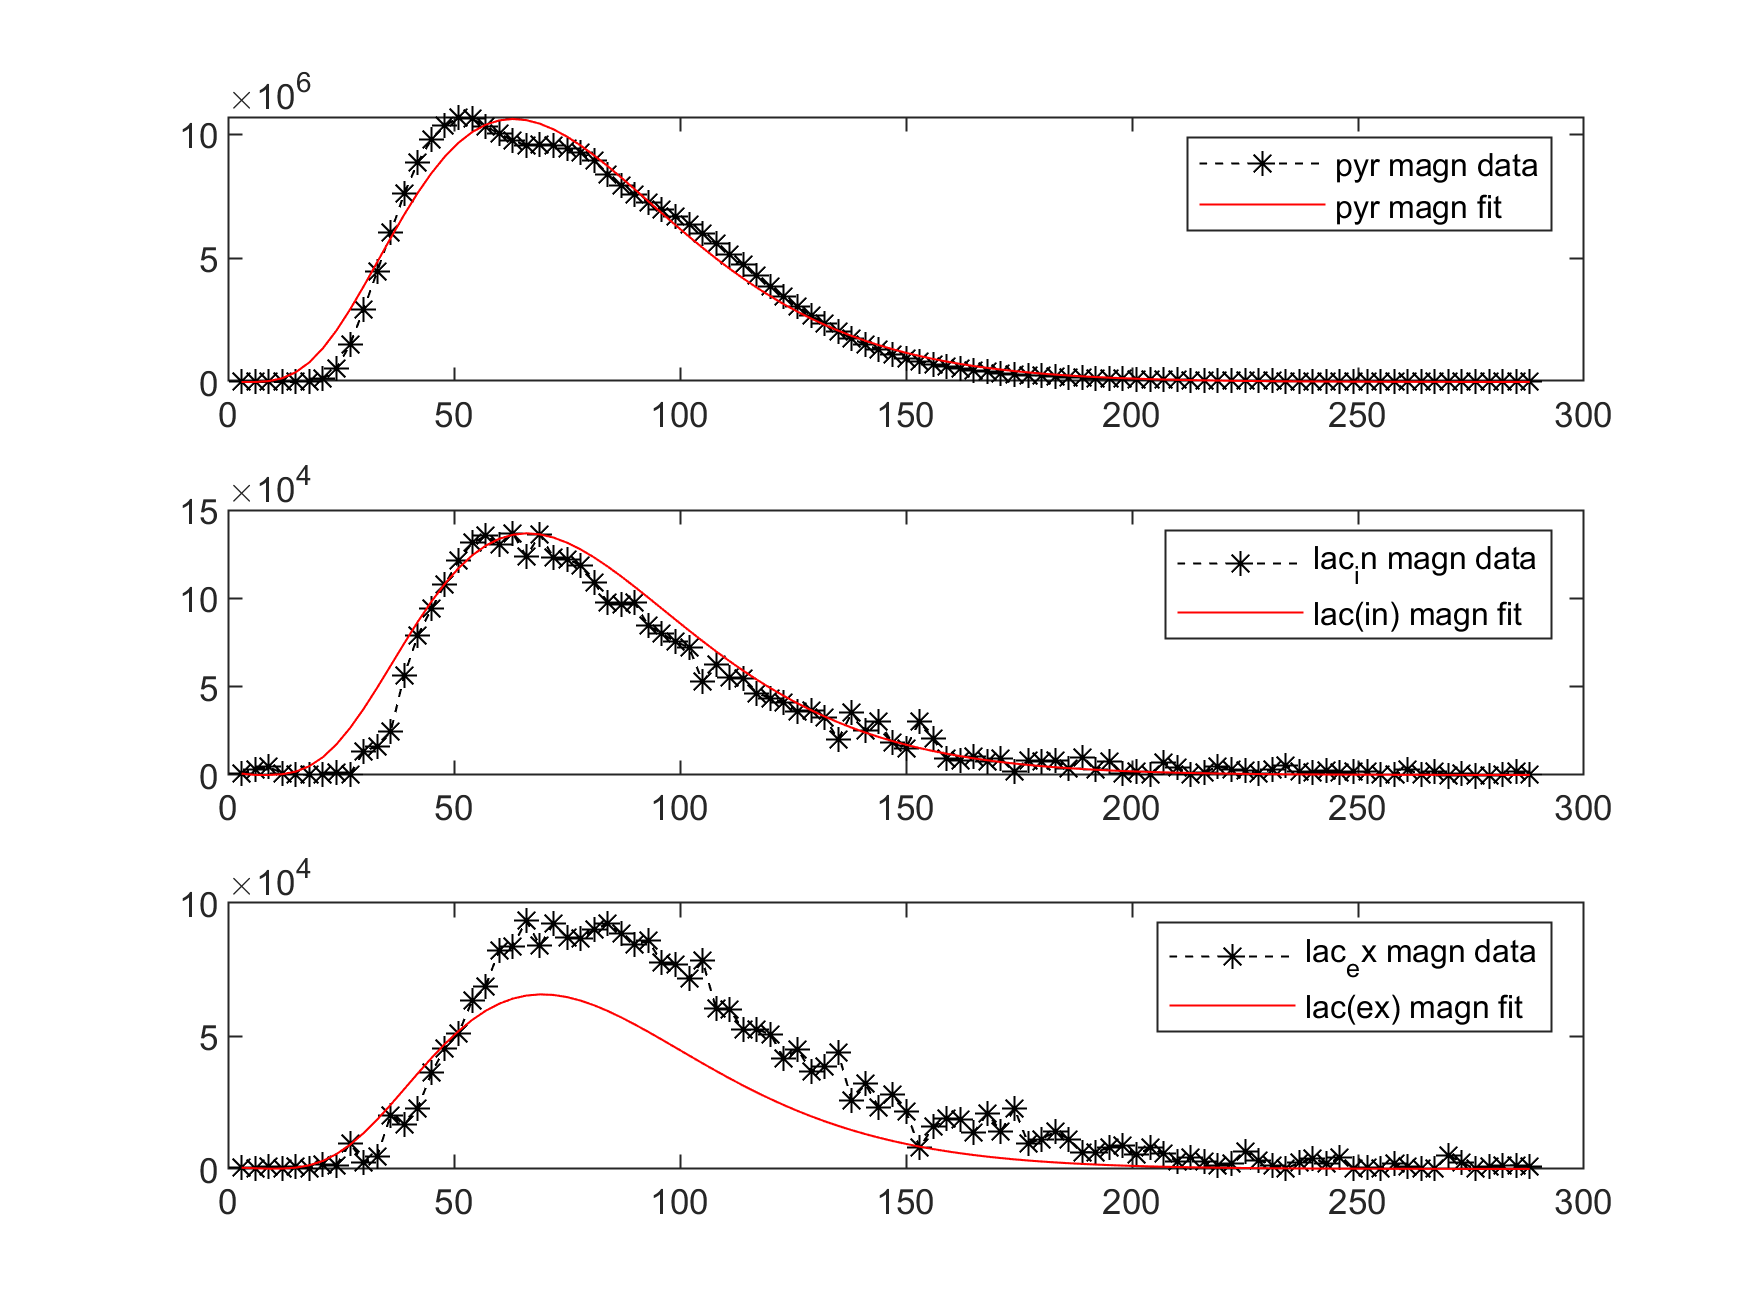 ×10^6
10
5
0
0 50 100 150 200 250 300
pyr magn data
pyr magn fit
×10^4
15
10
5
0
0 50 100 150 200 250 300
lac_in magn data
lac(in) magn fit
×10^4
10
5
0
0 50 100 150 200 250 300
lac_ex magn data
lac(ex) magn fit